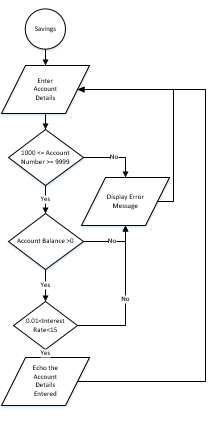 Savings
Enter
Account
Details
1000 <= Account
Number >= 9999
No
Yes
Display Error
Message
Account Balance >0
No
Yes
No
0.01<Interest
Rate<15
Yes
Echo the
Account
Details
Entered